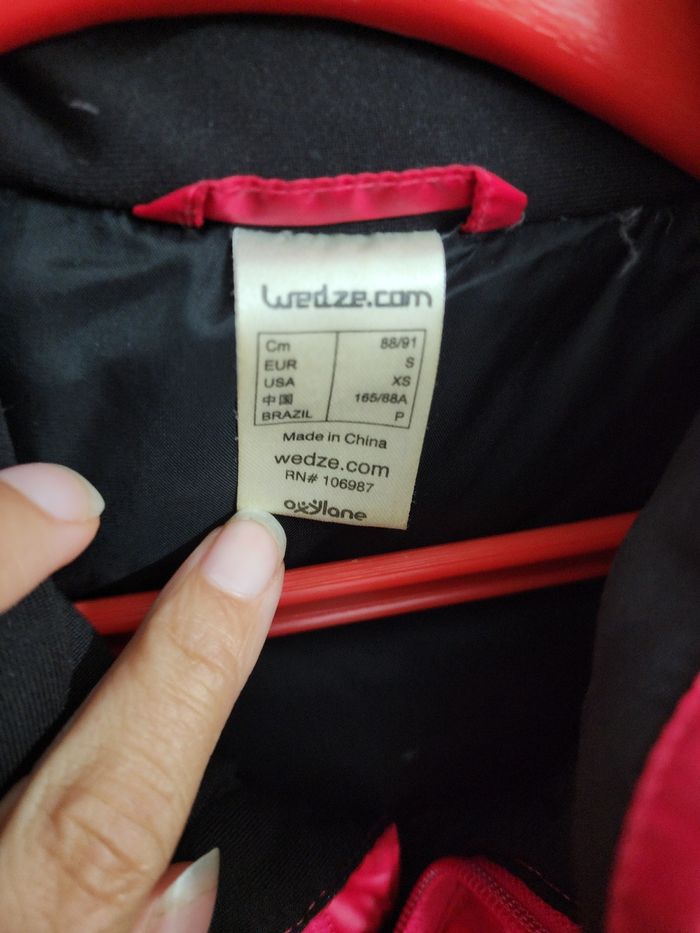 wedze.com
Cm 88/91
EUR S
USA XS
中国 165/88A
BRAZIL P
Made in China
wedze.com
RN# 106987
oxylane